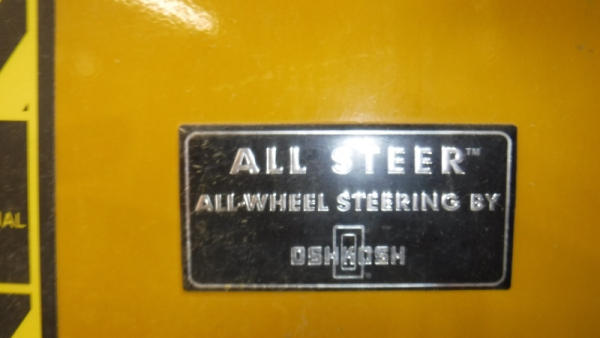 ALL STEER™
ALL-WHEEL STEERING BY
OSHKOSH